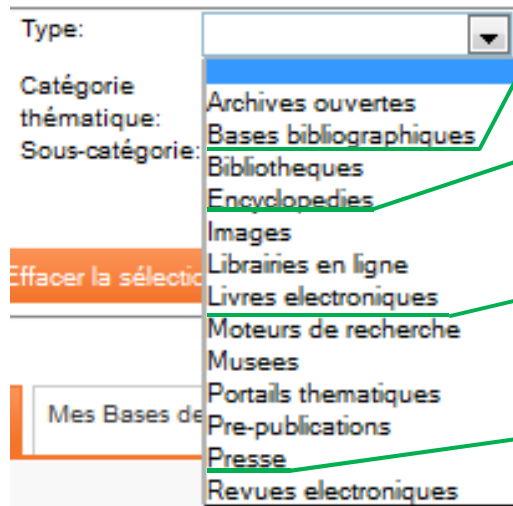 Type:
Catégorie
thématique:
Sous-catégorie:
Archives ouvertes
Bases bibliographiques
Bibliotheques
Encyclopedies
Images
Librairies en ligne
Livres electroniques
Moteurs de recherche
Musees
Portails thematiques
Pre-publications
Presse
Revues electroniques
Effacer la
Mes Bases de